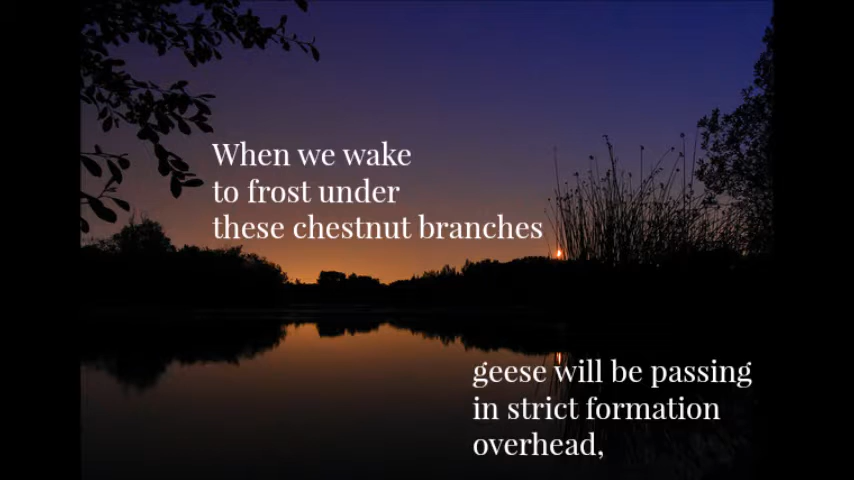 When we wake
to frost under
these chestnut branches
geese will be passing
in strict formation
overhead,